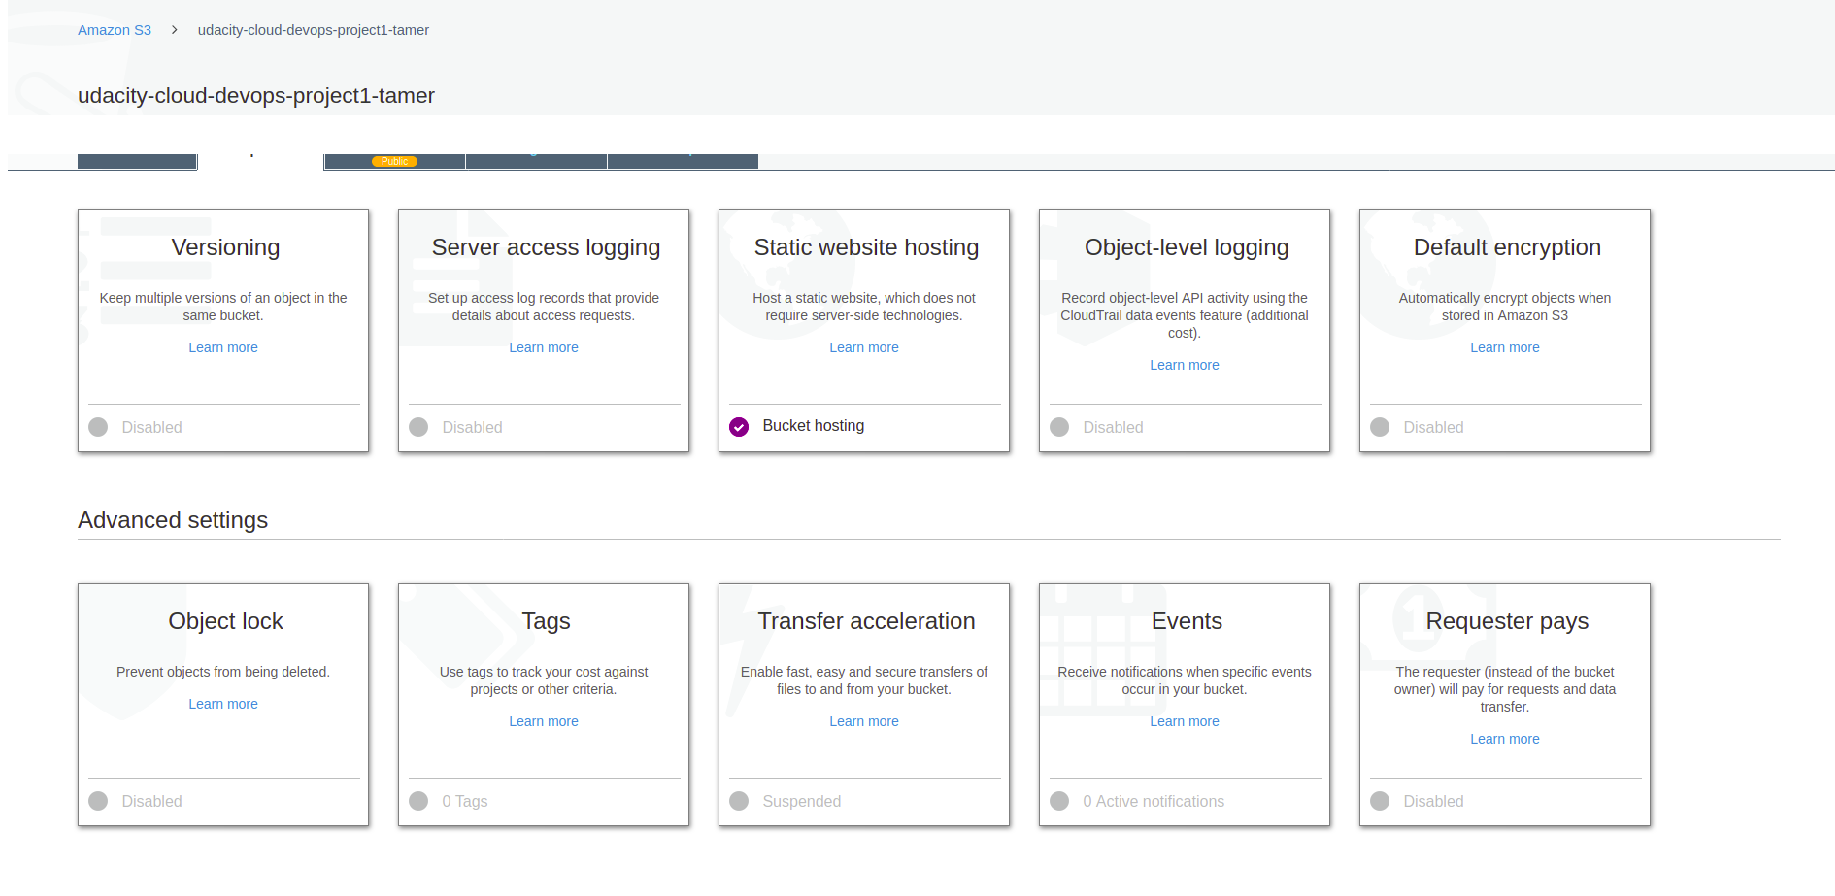 Amazon S3 > udacity-cloud-devops-project1-tamer
udacity-cloud-devops-project1-tamer
Public
Versioning
Keep multiple versions of an object in the
same bucket.
Learn more
Disabled
Server access logging
Set up access log records that provide
details about access requests.
Learn more
Disabled
Static website hosting
Host a static website, which does not
require server-side technologies.
Learn more
Bucket hosting
Object-level logging
Record object-level API activity using the
CloudTrail data events feature (additional
cost).
Learn more
Disabled
Default encryption
Automatically encrypt objects when
stored in Amazon S3
Learn more
Disabled
Advanced settings
Object lock
Prevent objects from being deleted.
Learn more
Disabled
Tags
Use tags to track your cost against
projects or other criteria.
Learn more
0 Tags
Transfer acceleration
Enable fast, easy and secure transfers of
files to and from your bucket.
Learn more
Suspended
Events
Receive notifications when specific events
occur in your bucket.
Learn more
0 Active notifications
Requester pays
The requester (instead of the bucket
owner) will pay for requests and data
transfer.
Learn more
Disabled